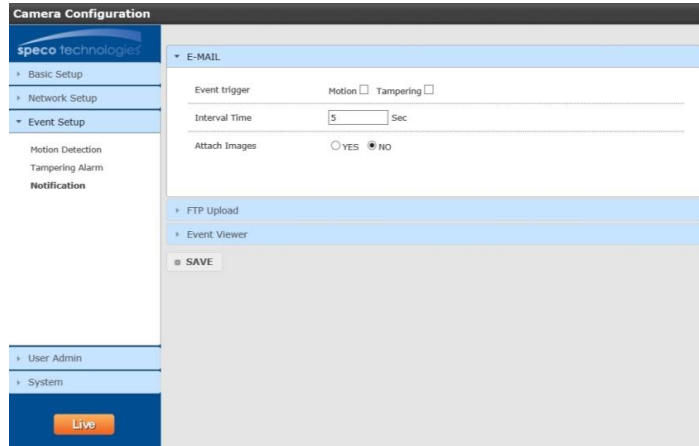 Camera Configuration
speco technologies
Basic Setup
Network Setup
Event Setup
Motion Detection
Tampering Alarm
Notification
User Admin
System
Live
E-MAIL
Event trigger Motion Tampering
Interval Time 5 Sec
Attach Images YES NO
FTP Upload
Event Viewer
SAVE